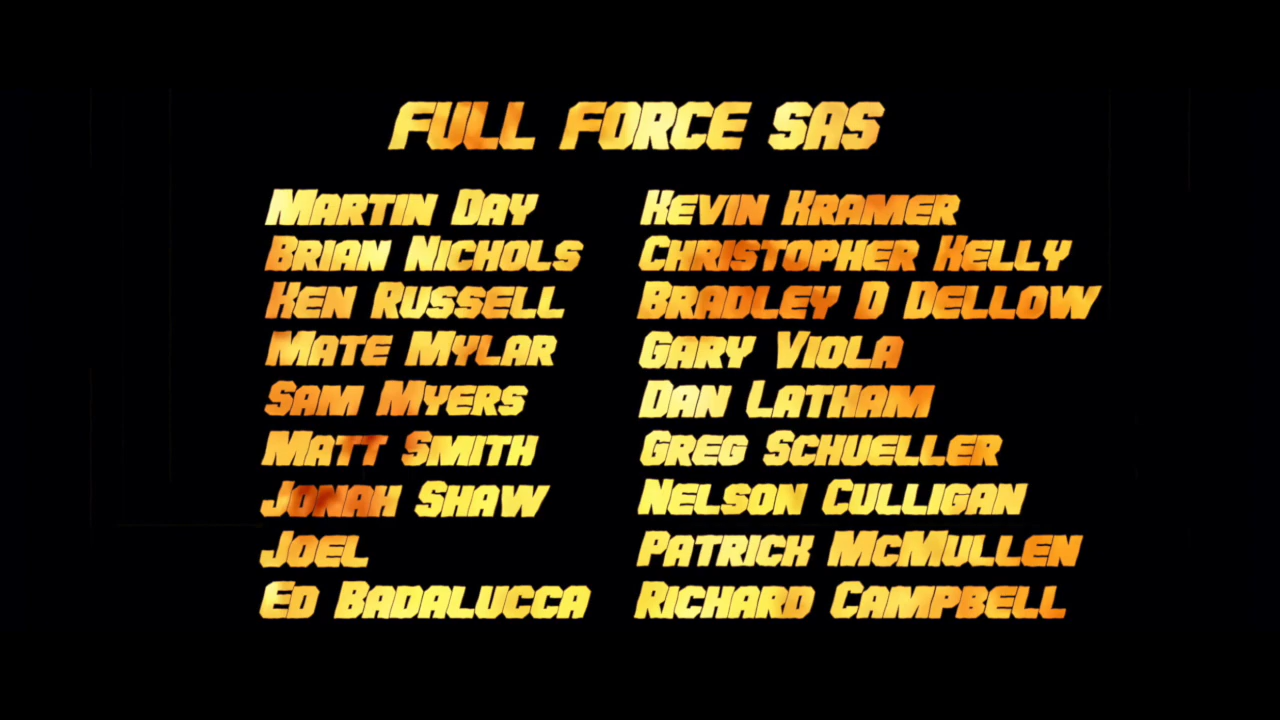 Full Force SAS
Martin Day
Brian Nichols
Ken Russell
Mate Mylar
Sam Myers
Matt Smith
Jonah Shaw
Joel
Ed Badalucca
Kevin Kramer
Christopher Kelly
Bradley D Dellow
Gary Viola
Dan Latham
Greg Schueller
Nelson Culligan
Patrick McMullen
Richard Campbell